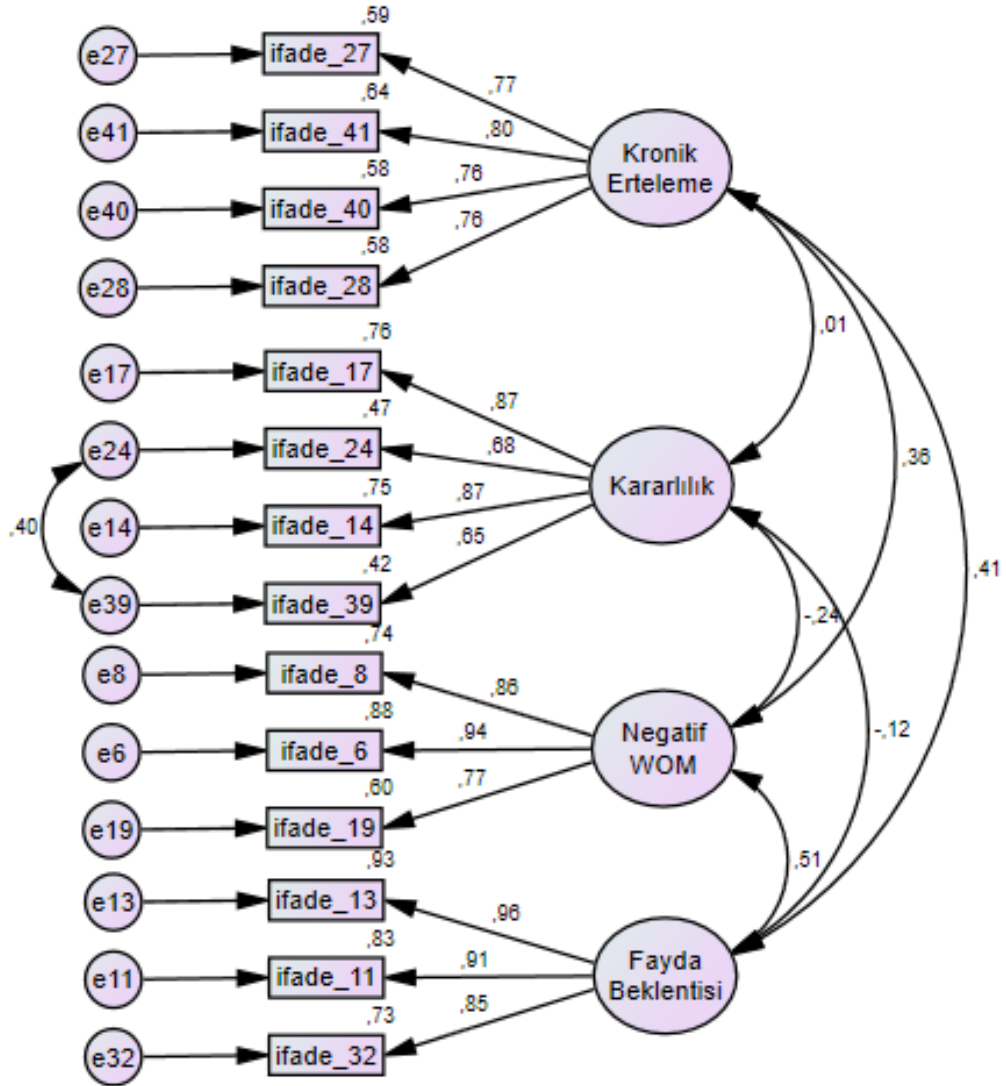 ,59
e27
ifade_27
,77
,64
e41
ifade_41
,80
,58
e40
ifade_40
,76
,58
e28
ifade_28
,76
Kronik
Erteleme
,01
,76
e17
ifade_17
,87
,47
e24
ifade_24
,68
,75
e14
ifade_14
,87
,40
,42
e39
ifade_39
,65
Kararlılık
,36
,41
-,24
,74
e8
ifade_8
,86
,88
e6
ifade_6
,94
,60
e19
ifade_19
,77
Negatif
WOM
-,12
,51
,93
e13
ifade_13
,96
,83
e11
ifade_11
,91
,73
e32
ifade_32
,85
Fayda
Beklentisi